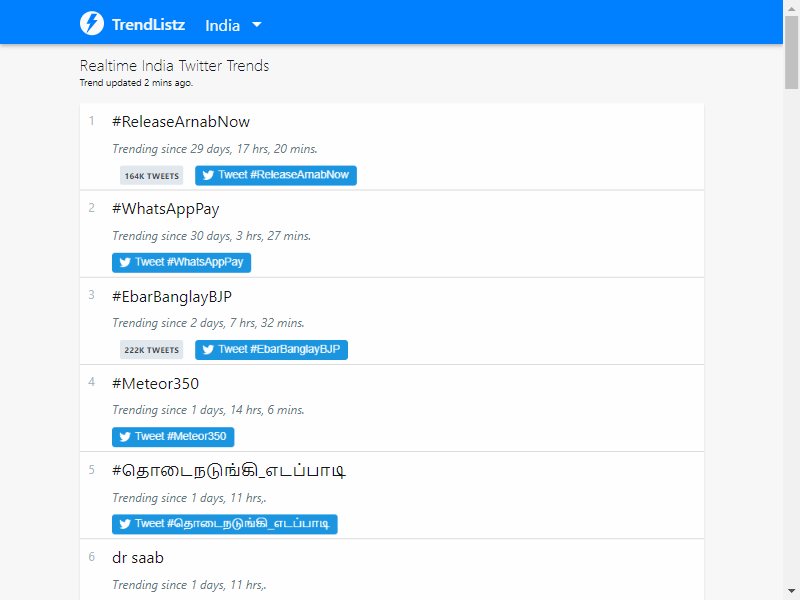 TrendListz India
Realtime India Twitter Trends
Trend updated 2 mins ago.
1 #ReleaseArnabNow
Trending since 29 days, 17 hrs, 20 mins.
164K TWEETS Tweet #ReleaseArnabNow
2 #WhatsAppPay
Trending since 30 days, 3 hrs, 27 mins.
Tweet #WhatsAppPay
3 #EbarBanglayBJP
Trending since 2 days, 7 hrs, 32 mins.
222K TWEETS Tweet #EbarBanglayBJP
4 #Meteor350
Trending since 1 days, 14 hrs, 6 mins.
Tweet #Meteor350
5 #தொடைநடுங்கி_எடப்பாடி
Trending since 1 days, 11 hrs,.
Tweet #தொடைநடுங்கி_எடப்பாடி
6 dr saab
Trending since 1 days, 11 hrs,.